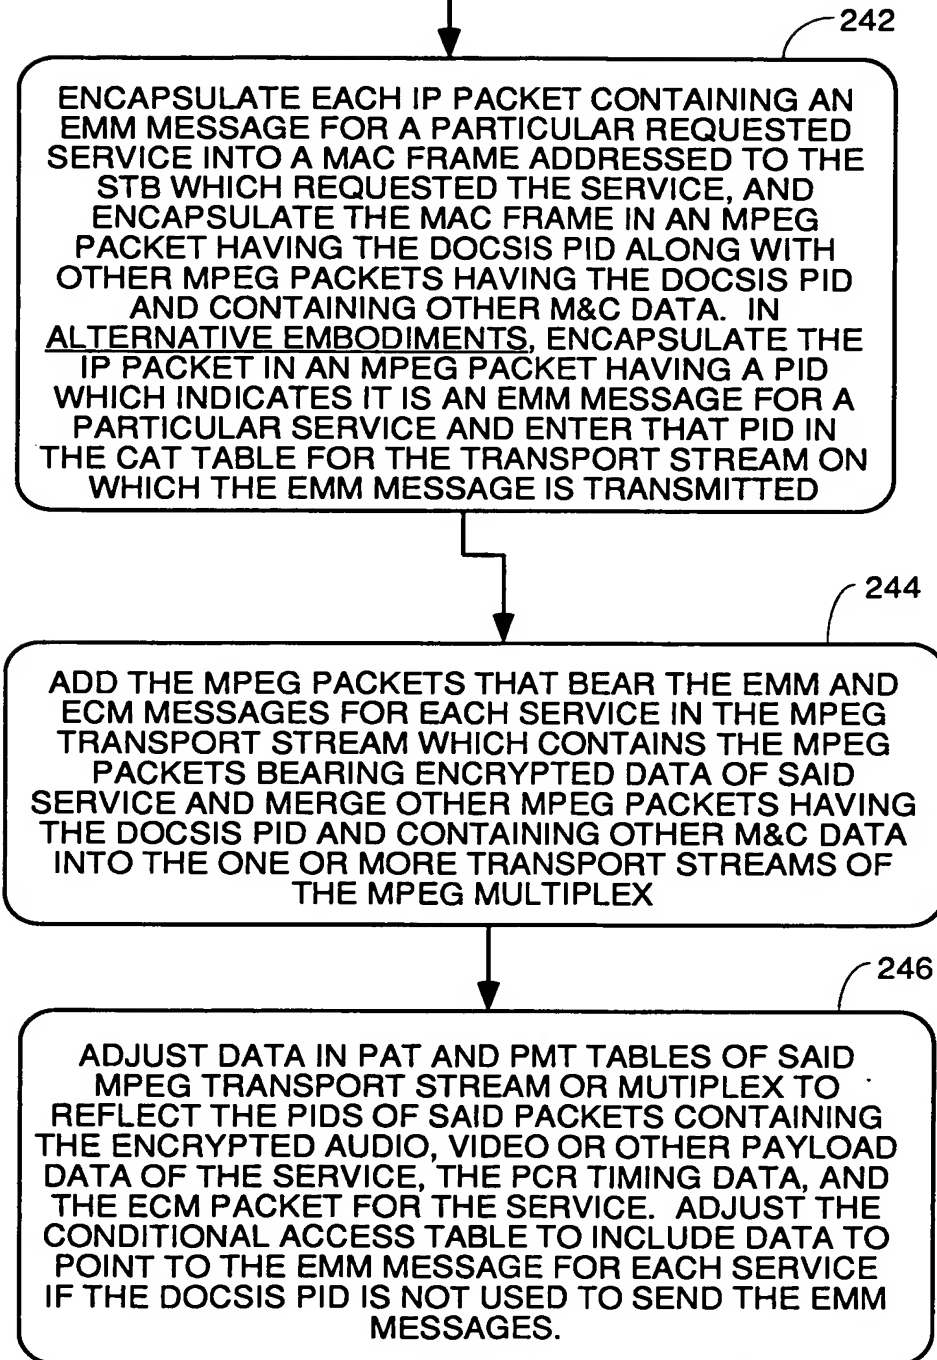 242
ENCAPSULATE EACH IP PACKET CONTAINING AN
EMM MESSAGE FOR A PARTICULAR REQUESTED
SERVICE INTO A MAC FRAME ADDRESSED TO THE
STB WHICH REQUESTED THE SERVICE, AND
ENCAPSULATE THE MAC FRAME IN AN MPEG
PACKET HAVING THE DOCSIS PID ALONG WITH
OTHER MPEG PACKETS HAVING THE DOCSIS PID
AND CONTAINING OTHER M&C DATA. IN
ALTERNATIVE EMBODIMENTS, ENCAPSULATE THE
IP PACKET IN AN MPEG PACKET HAVING A PID
WHICH INDICATES IT IS AN EMM MESSAGE FOR A
PARTICULAR SERVICE AND ENTER THAT PID IN
THE CAT TABLE FOR THE TRANSPORT STREAM ON
WHICH THE EMM MESSAGE IS TRANSMITTED
244
ADD THE MPEG PACKETS THAT BEAR THE EMM AND
ECM MESSAGES FOR EACH SERVICE IN THE MPEG
TRANSPORT STREAM WHICH CONTAINS THE MPEG
PACKETS BEARING ENCRYPTED DATA OF SAID
SERVICE AND MERGE OTHER MPEG PACKETS HAVING
THE DOCSIS PID AND CONTAINING OTHER M&C DATA
INTO THE ONE OR MORE TRANSPORT STREAMS OF
THE MPEG MULTIPLEX
246
ADJUST DATA IN PAT AND PMT TABLES OF SAID
MPEG TRANSPORT STREAM OR MUTIPLEX TO
REFLECT THE PIDS OF SAID PACKETS CONTAINING
THE ENCRYPTED AUDIO, VIDEO OR OTHER PAYLOAD
DATA OF THE SERVICE, THE PCR TIMING DATA, AND
THE ECM PACKET FOR THE SERVICE. ADJUST THE
CONDITIONAL ACCESS TABLE TO INCLUDE DATA TO
POINT TO THE EMM MESSAGE FOR EACH SERVICE
IF THE DOCSIS PID IS NOT USED TO SEND THE EMM
MESSAGES.